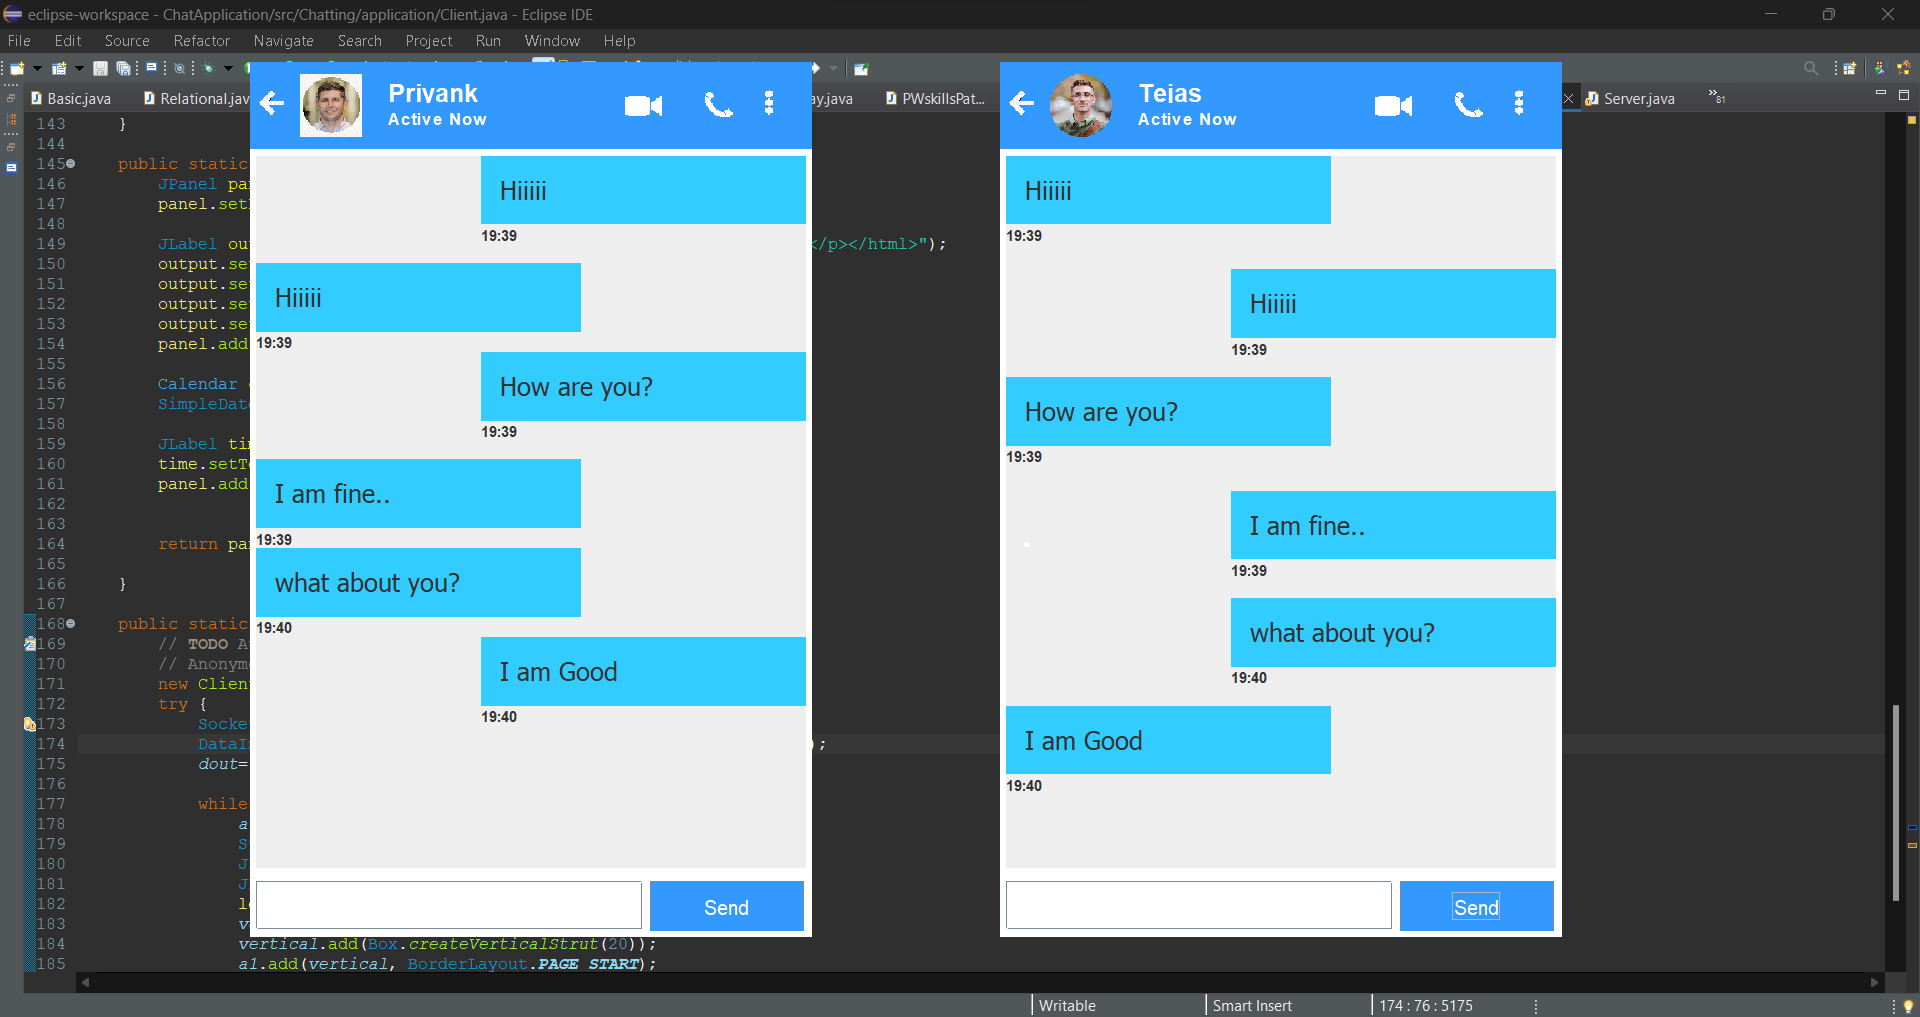 eclipse-workspace - ChatApplication/src/Chatting/application/Client.java - Eclipse IDE
File Edit Source Refactor Navigate Search Project Run Window Help
Basic.java Relational.jav ay.java PWskillsPat... Server.java »81
143 }
144
145 public static
146 JPanel pa
147 panel.set
148
149 JLabel ou </p></html>");
150 output.se
151 output.se
152 output.se
153 output.se
154 panel.add
155
156 Calendar
157 SimpleDat
158
159 JLabel ti
160 time.setT
161 panel.add
162
163
164 return pa
165
166 }
167
168 public static
169 // TODO A
170 // Anonym
171 new Clien
172 try {
173 Socke
174 DataI );
175 dout=
176
177 while
178 a
179 S
180 J
181 J
182 l
183 v
184 vertical.add(Box.createVerticalStrut(20));
185 a1.add(vertical, BorderLayout.PAGE_START);
Priyank
Active Now
Hiiiii
19:39
Hiiiii
19:39
How are you?
19:39
I am fine..
19:39
what about you?
19:40
I am Good
19:40
Send
Tejas
Active Now
Hiiiii
19:39
Hiiiii
19:39
How are you?
19:39
I am fine..
19:39
what about you?
19:40
I am Good
19:40
Send
Writable Smart Insert 174 : 76 : 5175